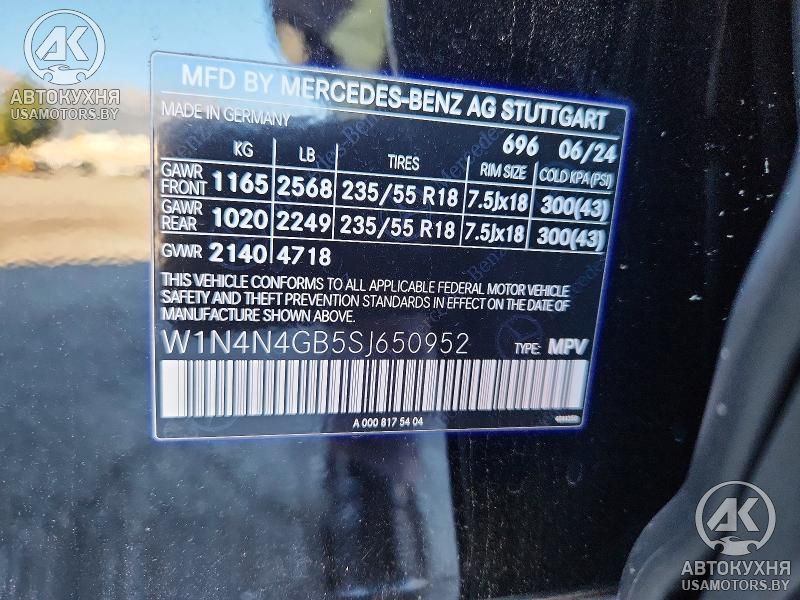 АК
АВТОКУХНЯ
USAMOTORS.BY
MFD BY MERCEDES-BENZ AG STUTTGART
MADE IN GERMANY
696 06/24
KG LB TIRES RIM SIZE COLD KPA(PSI)
GAWR FRONT 1165 2568 235/55 R18 7.5Jx18 300(43)
GAWR REAR 1020 2249 235/55 R18 7.5Jx18 300(43)
GVWR 2140 4718
THIS VEHICLE CONFORMS TO ALL APPLICABLE FEDERAL MOTOR VEHICLE
SAFETY AND THEFT PREVENTION STANDARDS IN EFFECT ON THE DATE OF
MANUFACTURE SHOWN ABOVE.
W1N4N4GB5SJ650952 TYPE: MPV
A 000 817 54 04
АК
АВТОКУХНЯ
USAMOTORS.BY